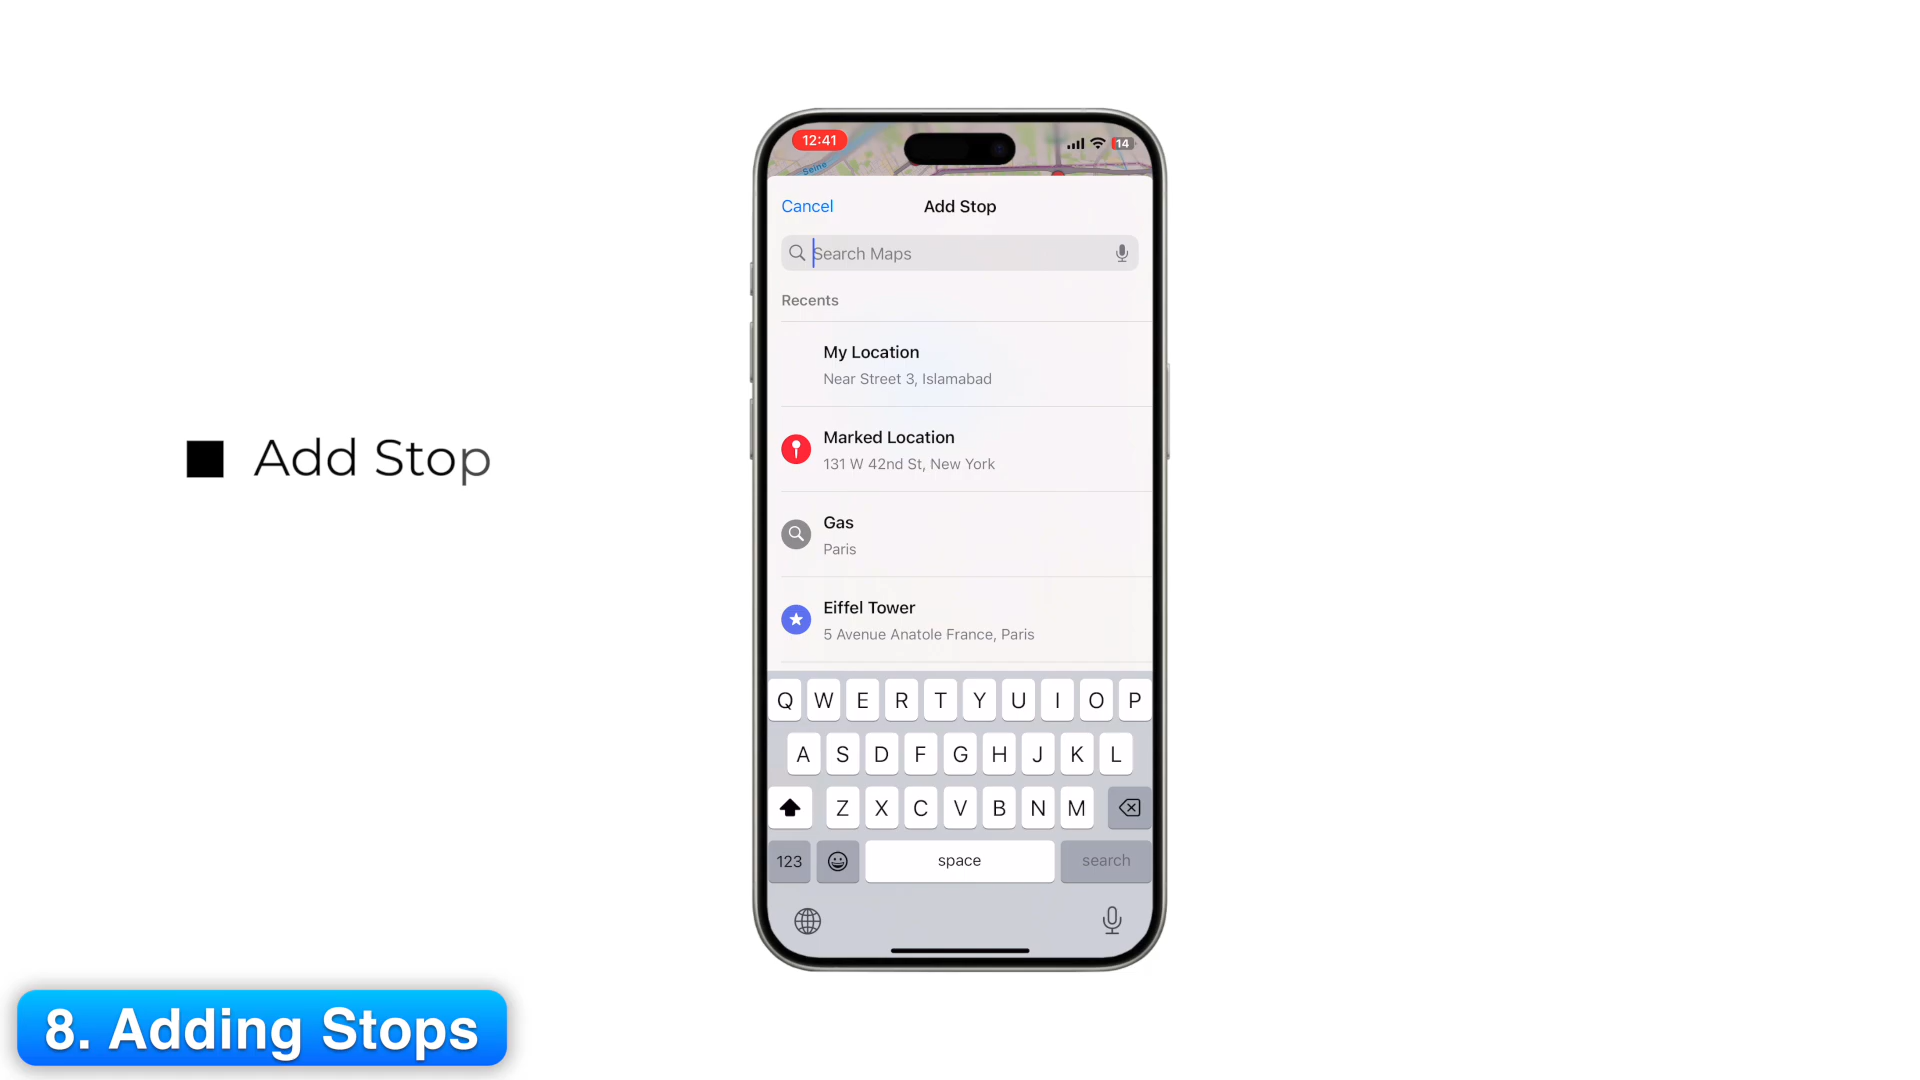 12:41
14
Seine
Cancel
Add Stop
Search Maps
Recents
My Location
Near Street 3, Islamabad
Marked Location
131 W 42nd St, New York
Gas
Paris
Eiffel Tower
5 Avenue Anatole France, Paris
Q W E R T Y U I O P
A S D F G H J K L
Z X C V B N M
123
space
search
Add Stop
8. Adding Stops